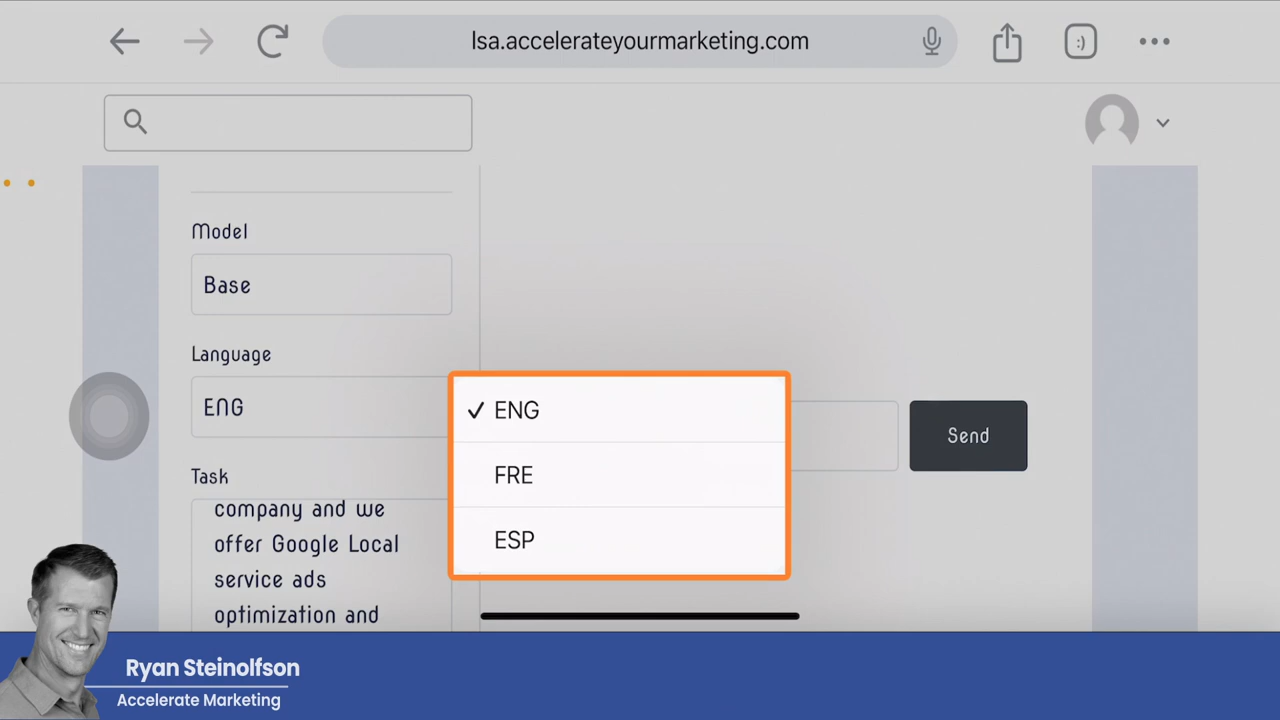 lsa.accelerateyourmarketing.com
Model
Base
Language
ENG
✓ ENG
FRE
ESP
Send
Task
company and we
offer Google Local
service ads
optimization and
Ryan Steinolfson
Accelerate Marketing